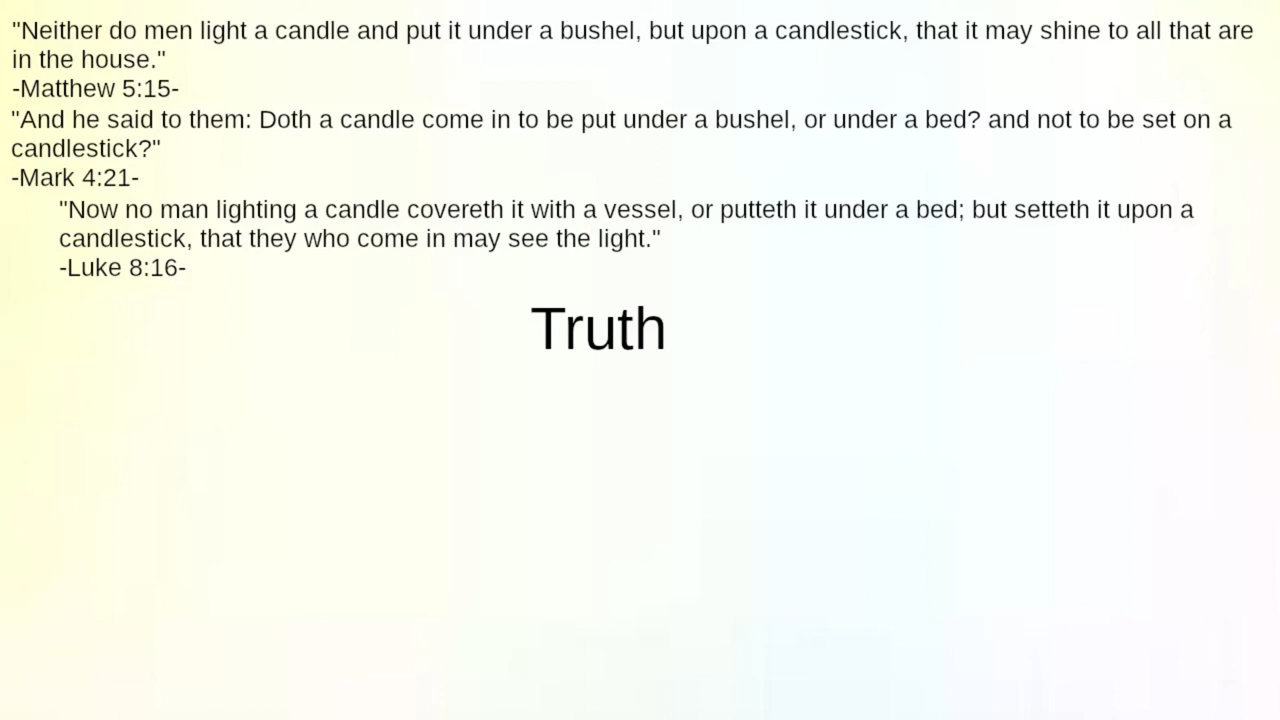 "Neither do men light a candle and put it under a bushel, but upon a candlestick, that it may shine to all that are
in the house."
-Matthew 5:15-
"And he said to them: Doth a candle come in to be put under a bushel, or under a bed? and not to be set on a
candlestick?"
-Mark 4:21-
"Now no man lighting a candle covereth it with a vessel, or putteth it under a bed; but setteth it upon a
candlestick, that they who come in may see the light."
-Luke 8:16-
Truth